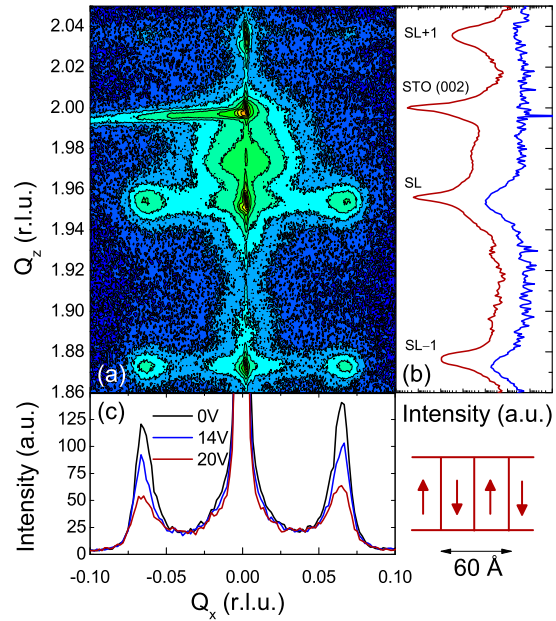 2.04
2.02
2.00
1.98
1.96
1.94
1.92
1.90
1.88
1.86
Q_z (r.l.u.)
(a)
SL+1
STO (002)
SL
SL−1
(b)
Intensity (a.u.)
(c)
0V
14V
20V
125
100
75
50
25
0
Intensity (a.u.)
-0.10
-0.05
0.00
0.05
0.10
Q_x (r.l.u.)
60 Å